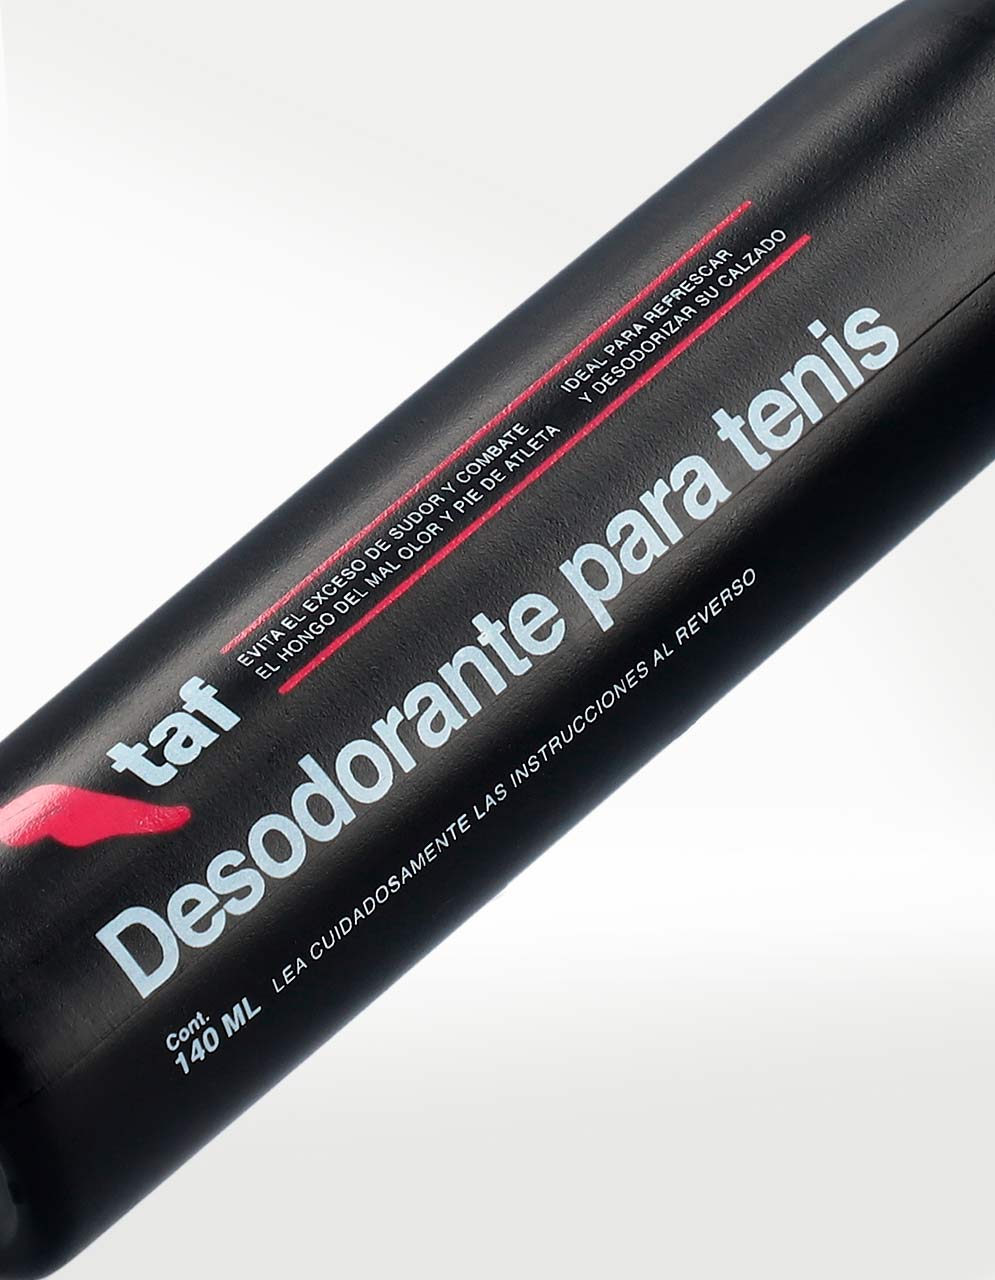 taf
EVITA EL EXCESO DE SUDOR Y COMBATE
EL HONGO DEL MAL OLOR Y PIE DE ATLETA
IDEAL PARA REFRESCAR
Y DESODORIZAR SU CALZADO
Desodorante para tenis
Cont.
140 ML
LEA CUIDADOSAMENTE LAS INSTRUCCIONES AL REVERSO